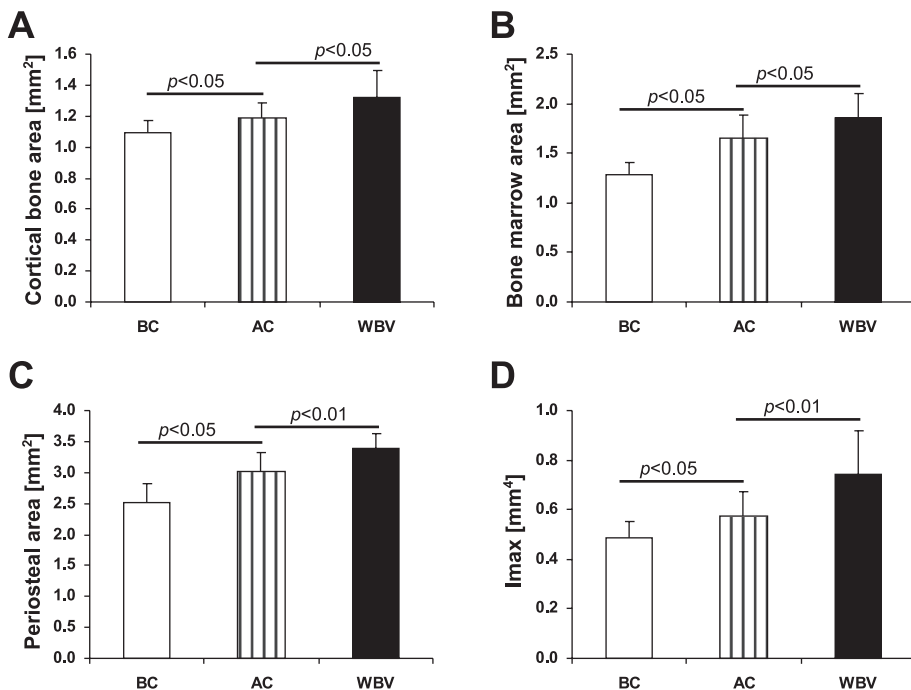 A
Cortical bone area [mm²]
1.6
1.4
1.2
1.0
0.8
0.6
0.4
0.2
0.0
p<0.05
p<0.05
BC AC WBV
B
Bone marrow area [mm²]
2.5
2.0
1.5
1.0
0.5
0.0
p<0.05
p<0.05
BC AC WBV
C
Periosteal area [mm²]
4.0
3.5
3.0
2.5
2.0
1.5
1.0
0.5
0.0
p<0.05
p<0.01
BC AC WBV
D
Imax [mm⁴]
1.0
0.8
0.6
0.4
0.2
0.0
p<0.05
p<0.01
BC AC WBV